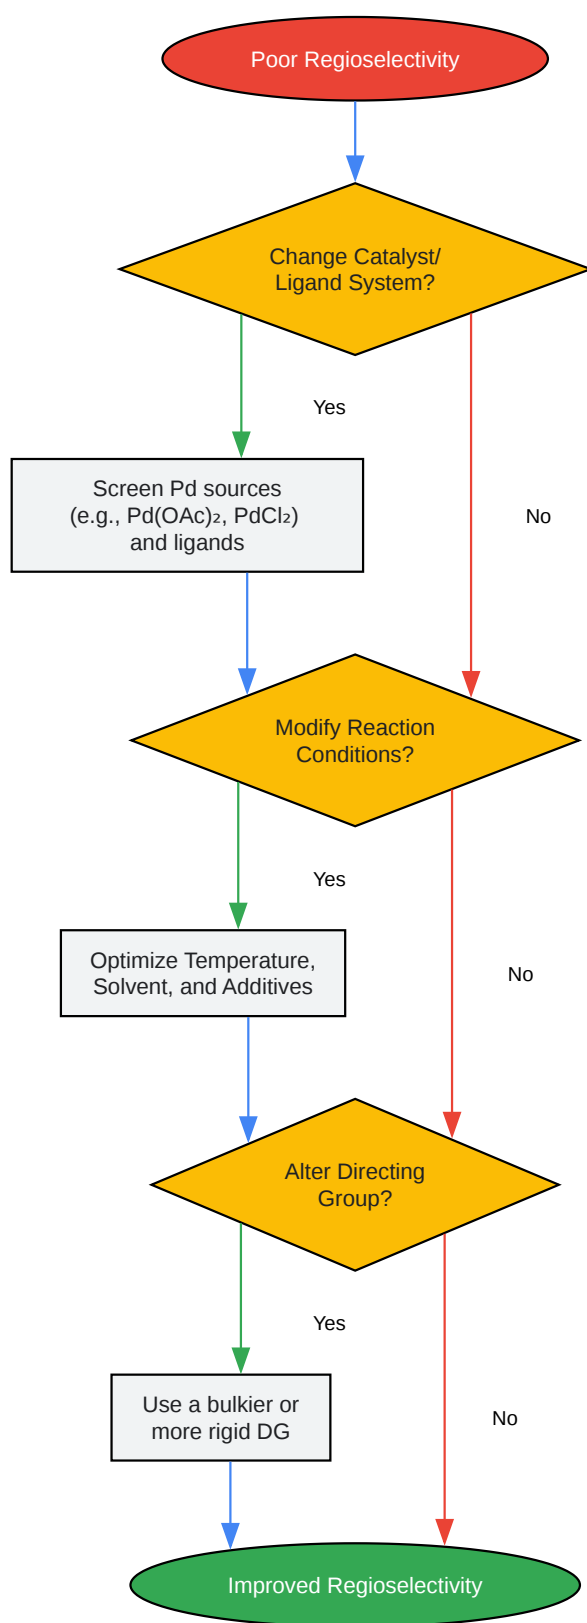 Poor Regioselectivity
Change Catalyst/
Ligand System?
Yes
Screen Pd sources
(e.g., Pd(OAc)₂, PdCl₂)
and ligands
No
Modify Reaction
Conditions?
Yes
Optimize Temperature,
Solvent, and Additives
No
Alter Directing
Group?
Yes
Use a bulkier or
more rigid DG
No
Improved Regioselectivity